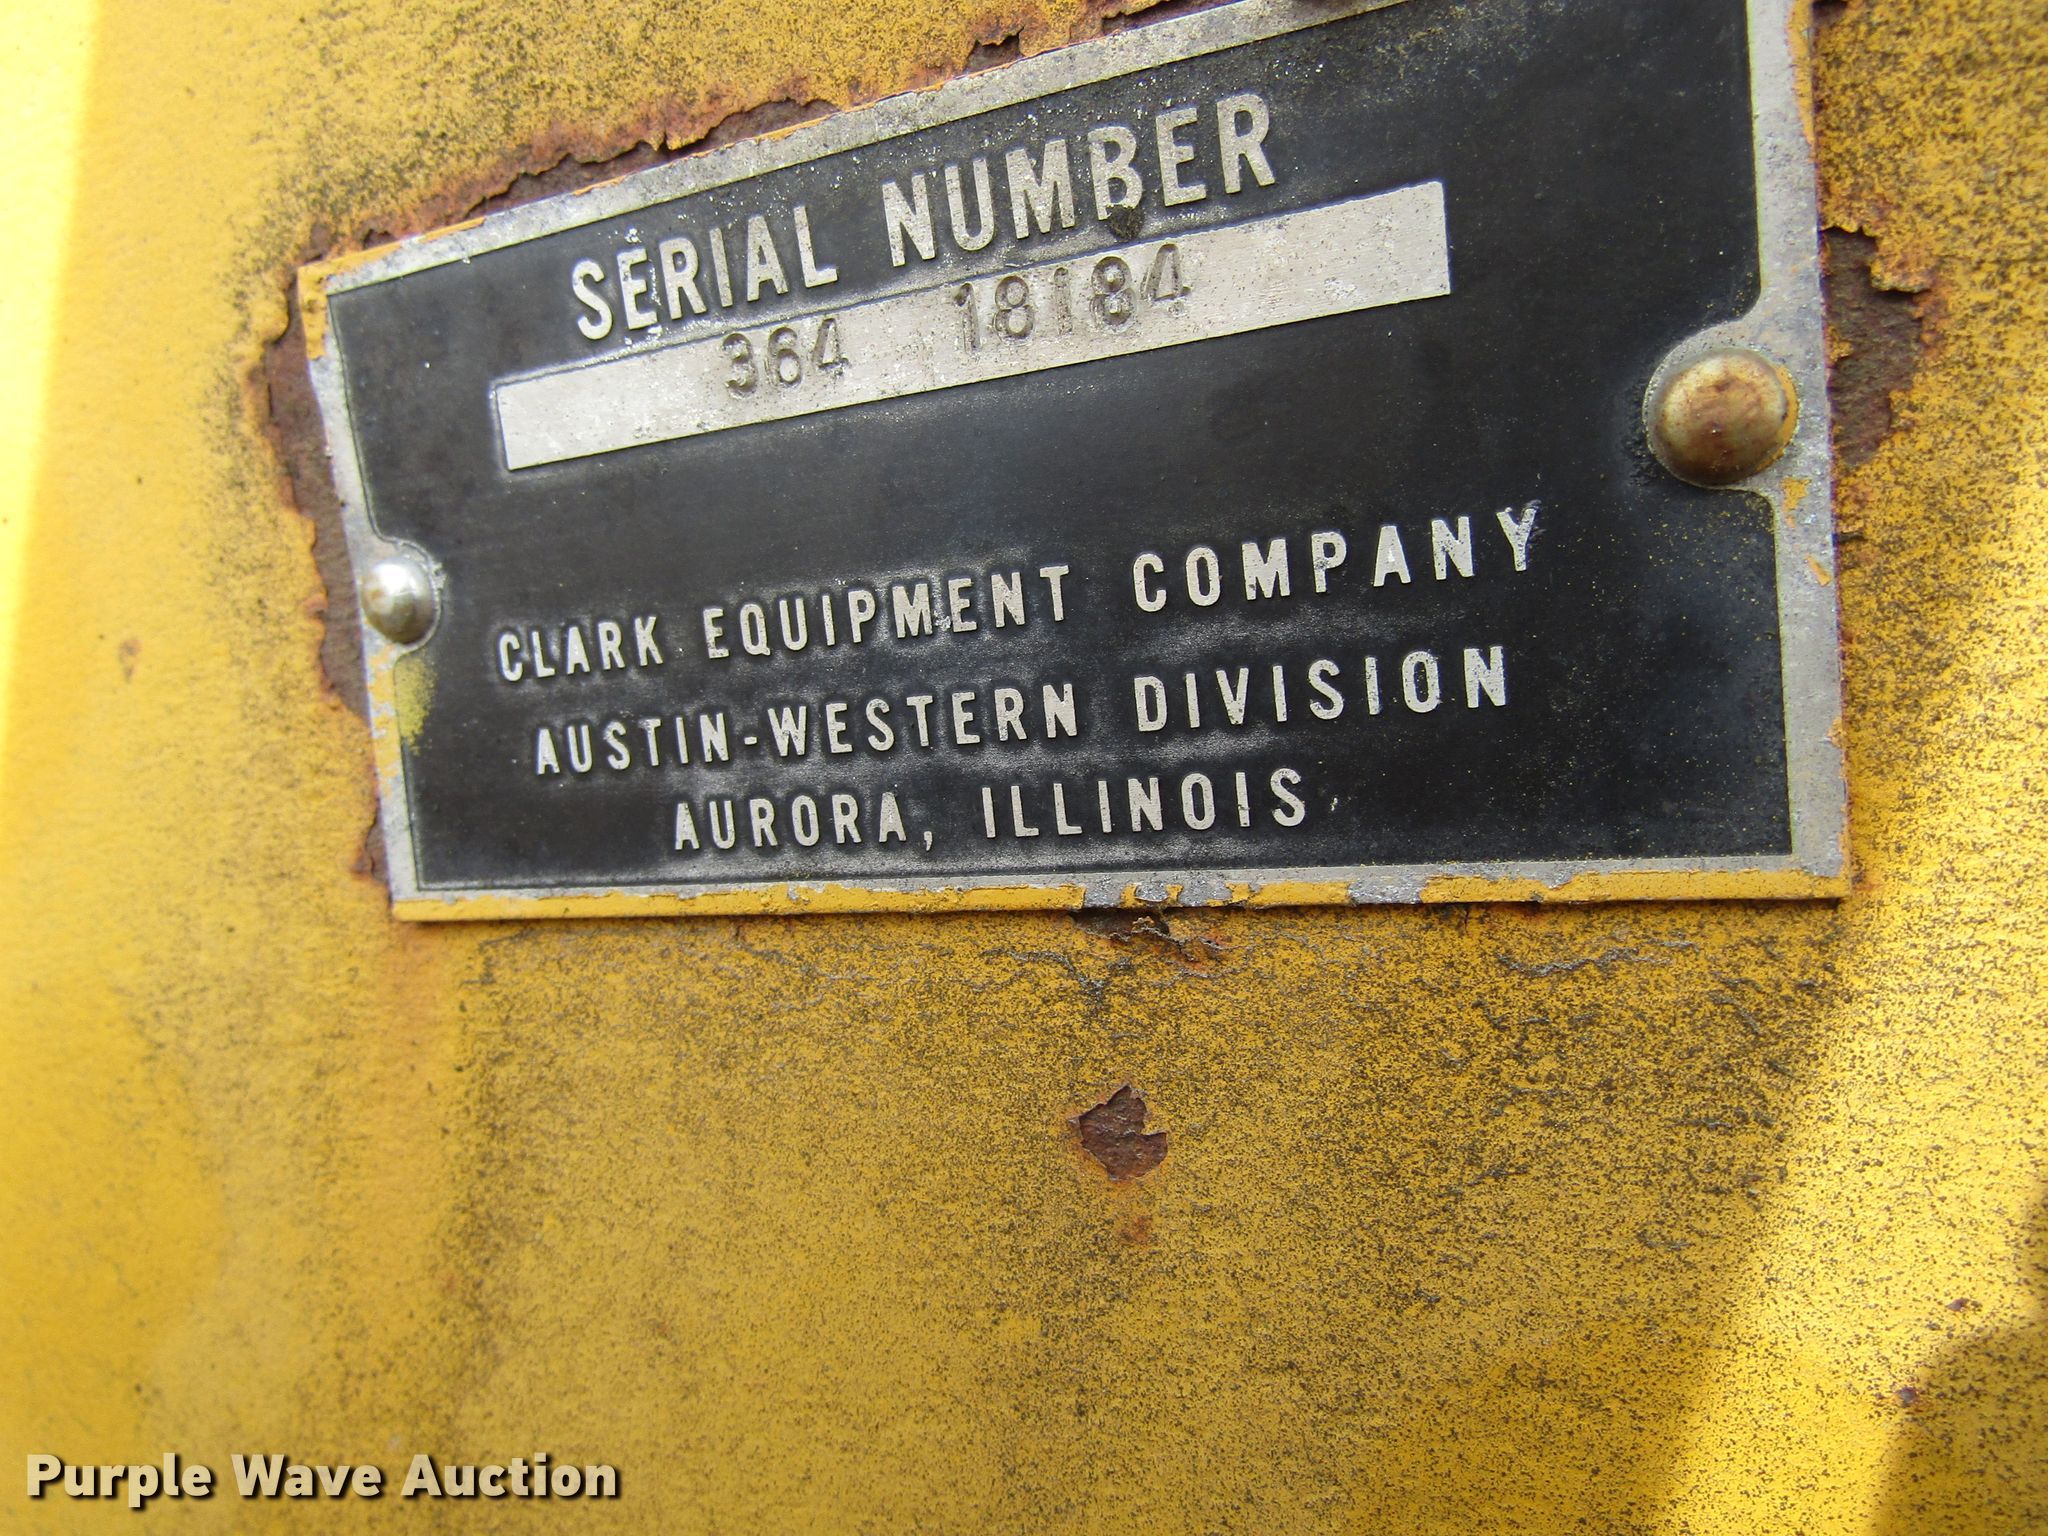 SERIAL NUMBER
364 18184
CLARK EQUIPMENT COMPANY
AUSTIN-WESTERN DIVISION
AURORA, ILLINOIS
Purple Wave Auction